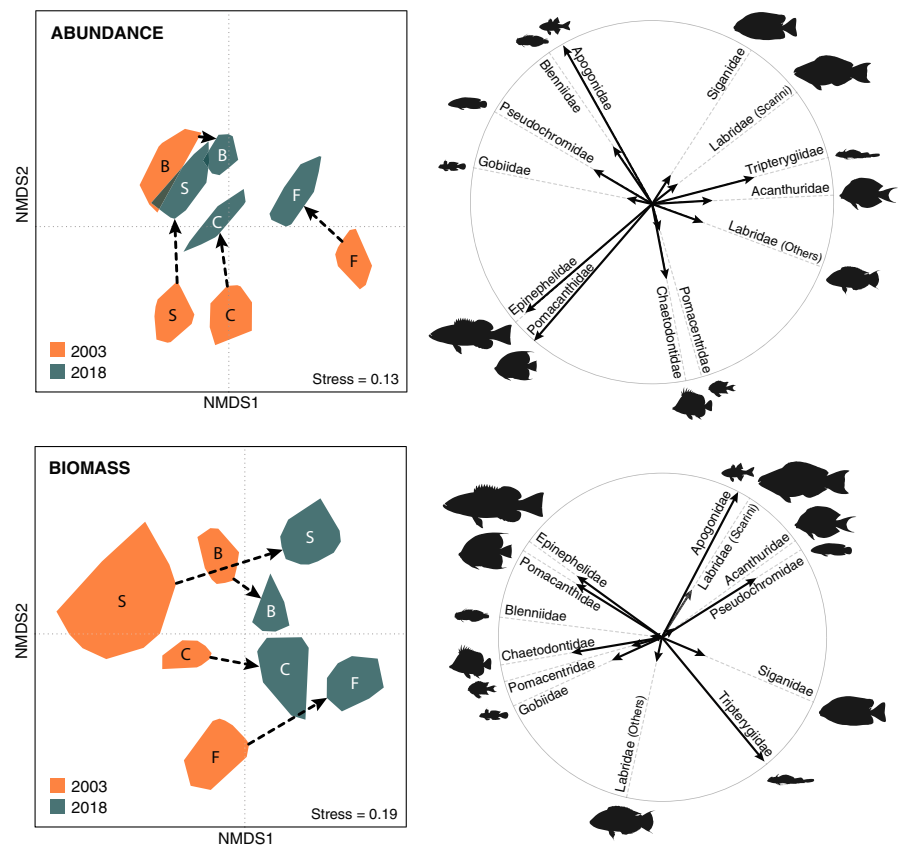 ABUNDANCE
B
B
S
F
C
F
S
C
2003
2018
Stress = 0.13
NMDS1
NMDS2
Apogonidae
Blenniidae
Pseudochromidae
Gobiidae
Siganidae
Labridae (Scarini)
Tripterygiidae
Acanthuridae
Labridae (Others)
Epinephelidae
Pomacanthidae
Chaetodontidae
Pomacentridae
BIOMASS
S
B
S
B
C
C
F
F
2003
2018
Stress = 0.19
NMDS1
NMDS2
Epinephelidae
Pomacanthidae
Blenniidae
Chaetodontidae
Pomacentridae
Gobiidae
Apogonidae
Labridae (Scarini)
Acanthuridae
Pseudochromidae
Siganidae
Tripterygiidae
Labridae (Others)